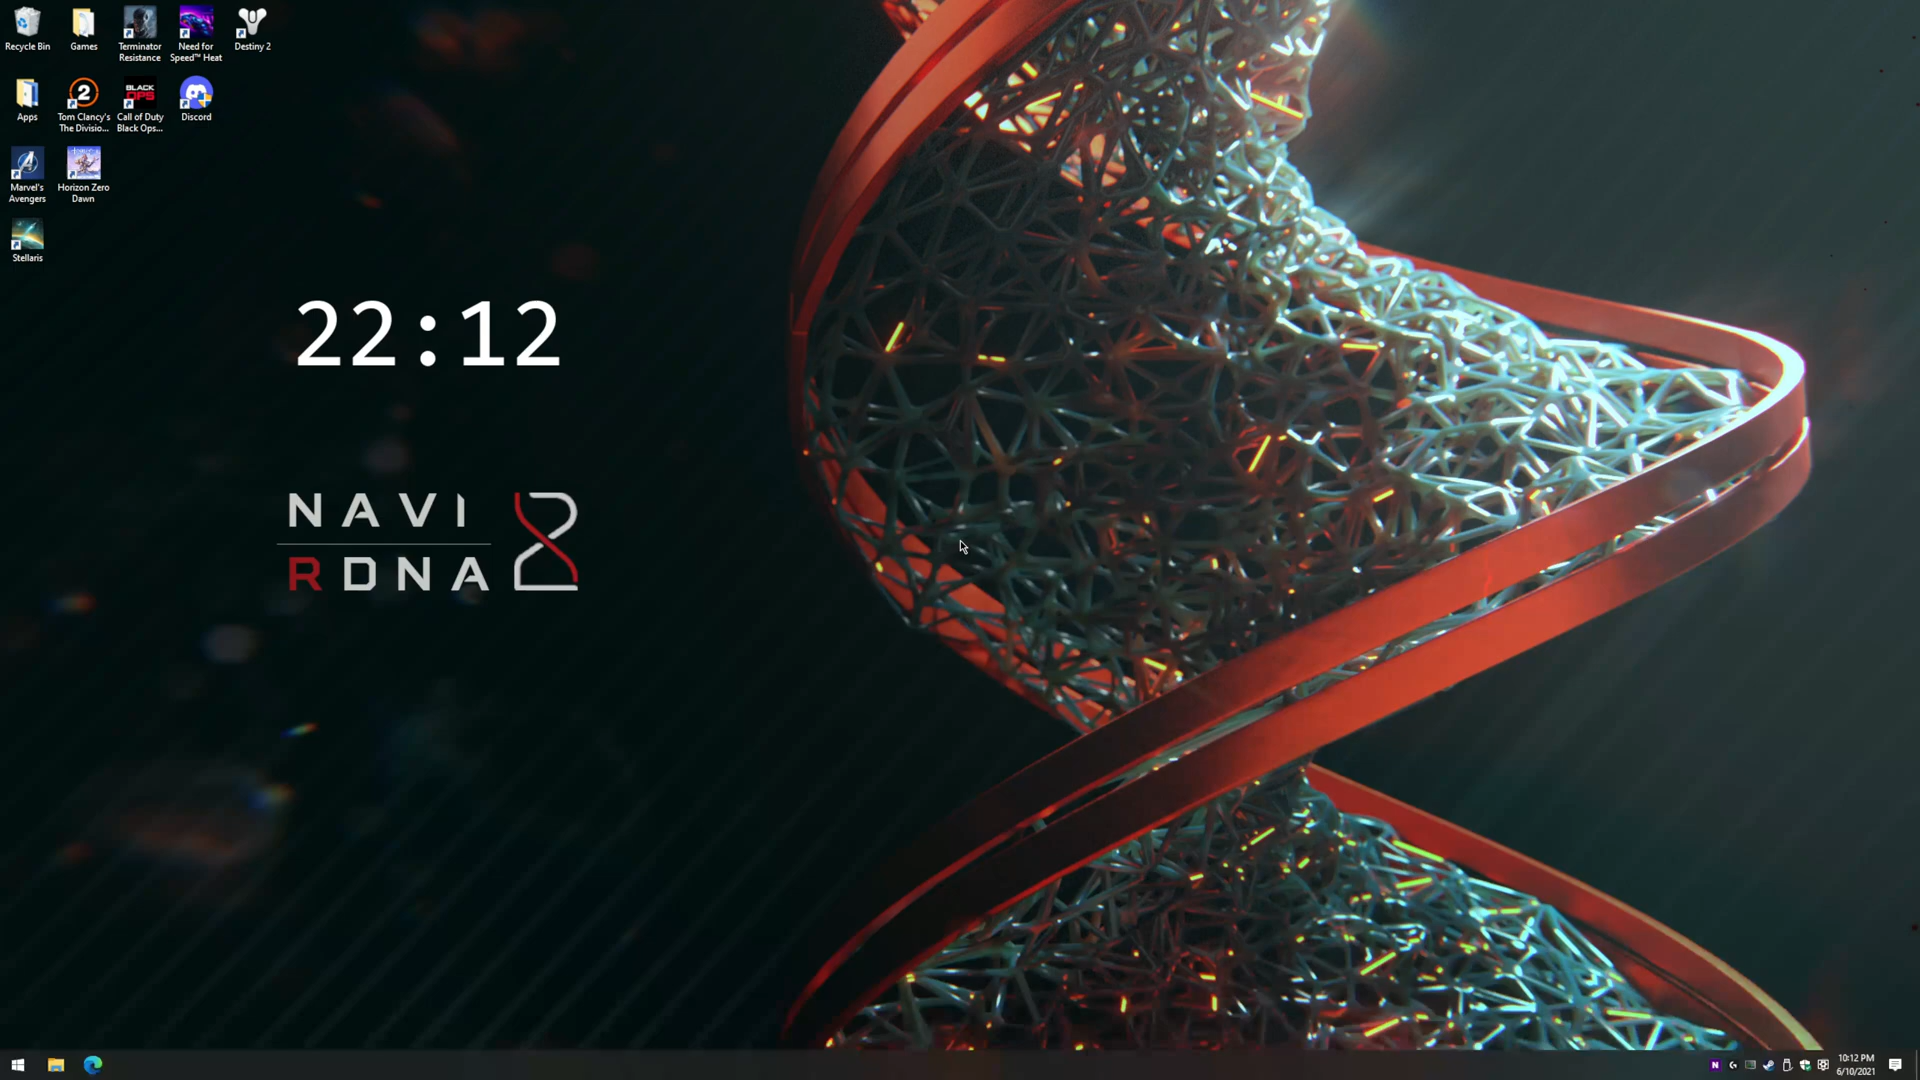 Recycle Bin
Games
Terminator
Resistance
Need for
Speed™ Heat
Destiny 2
Apps
Tom Clancy's
The Divisio...
BLACK
OPS
Call of Duty
Black Ops...
Discord
Marvel's
Avengers
Horizon Zero
Dawn
Stellaris
22:12
NAVI
RDNA 2
10:12 PM
6/10/2021